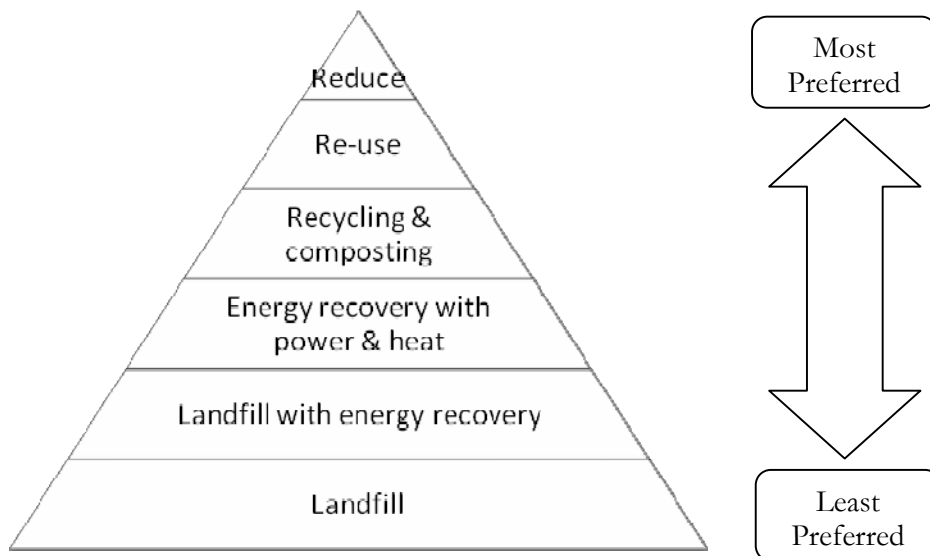 Reduce
Re-use
Recycling &
composting
Energy recovery with
power & heat
Landfill with energy recovery
Landfill
Most
Preferred
Least
Preferred